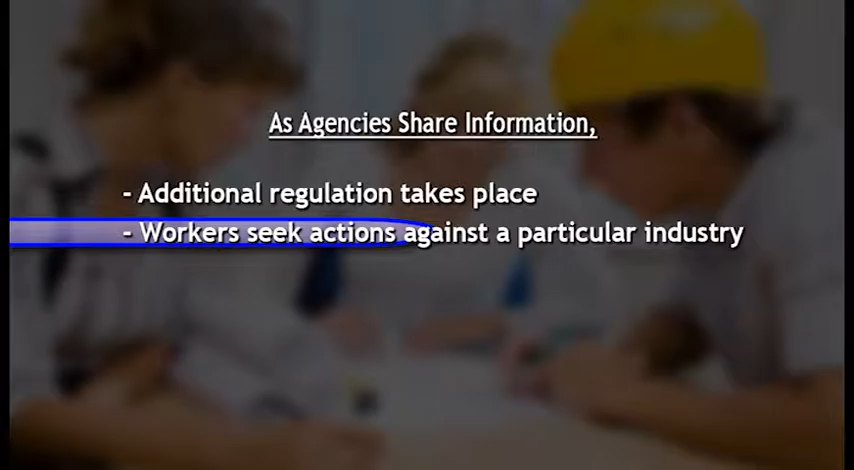 As Agencies Share Information,
- Additional regulation takes place
- Workers seek actions against a particular industry